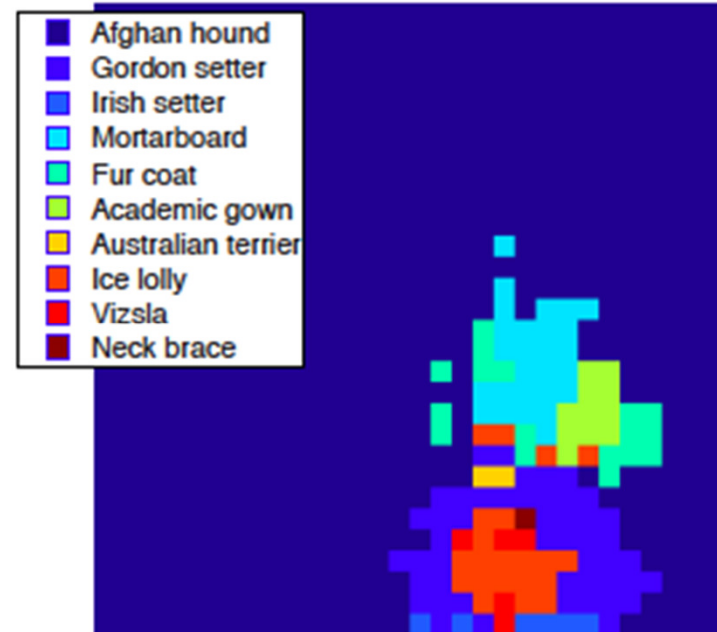 Afghan hound
Gordon setter
Irish setter
Mortarboard
Fur coat
Academic gown
Australian terrier
Ice lolly
Vizsla
Neck brace